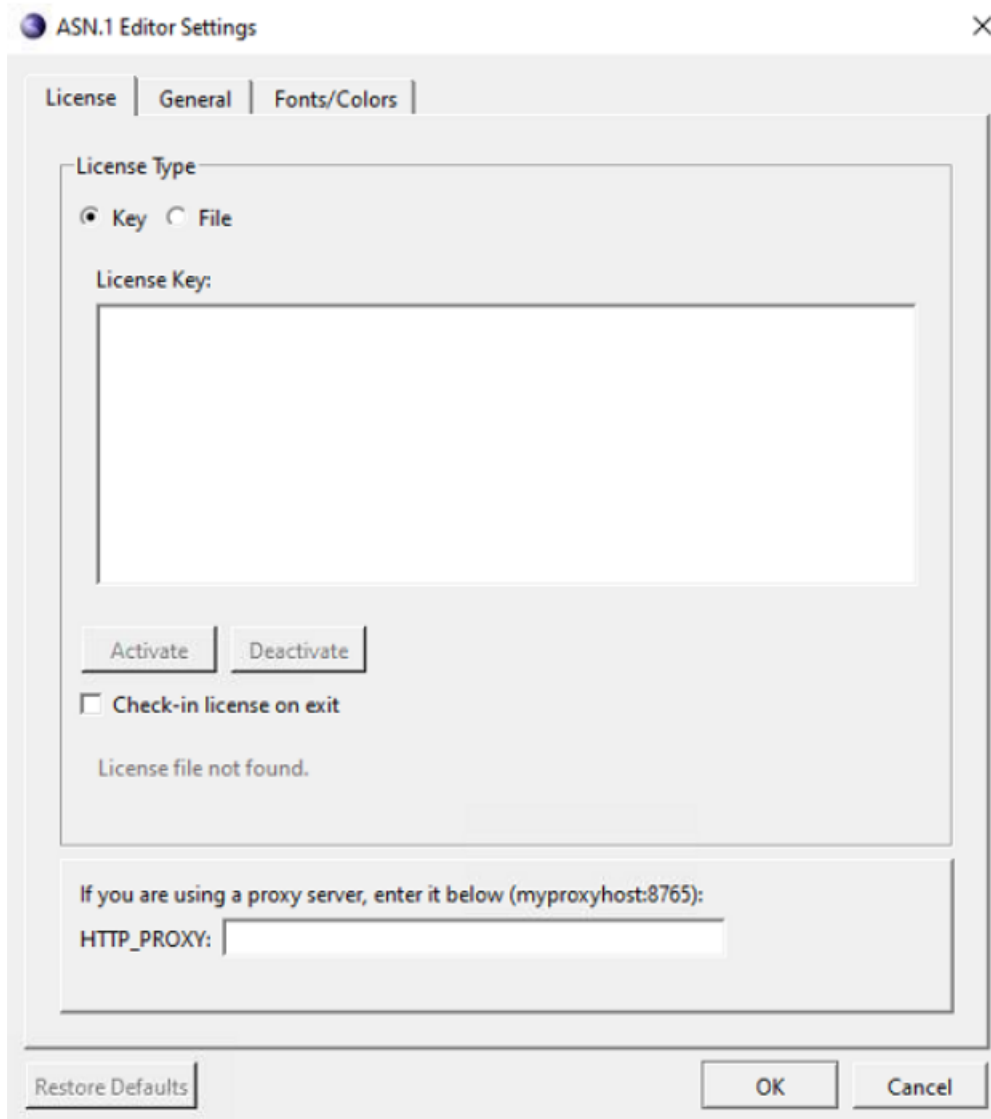 ASN.1 Editor Settings
License General Fonts/Colors
License Type
Key File
License Key:
Activate Deactivate
Check-in license on exit
License file not found.
If you are using a proxy server, enter it below (myproxyhost:8765):
HTTP_PROXY:
Restore Defaults OK Cancel